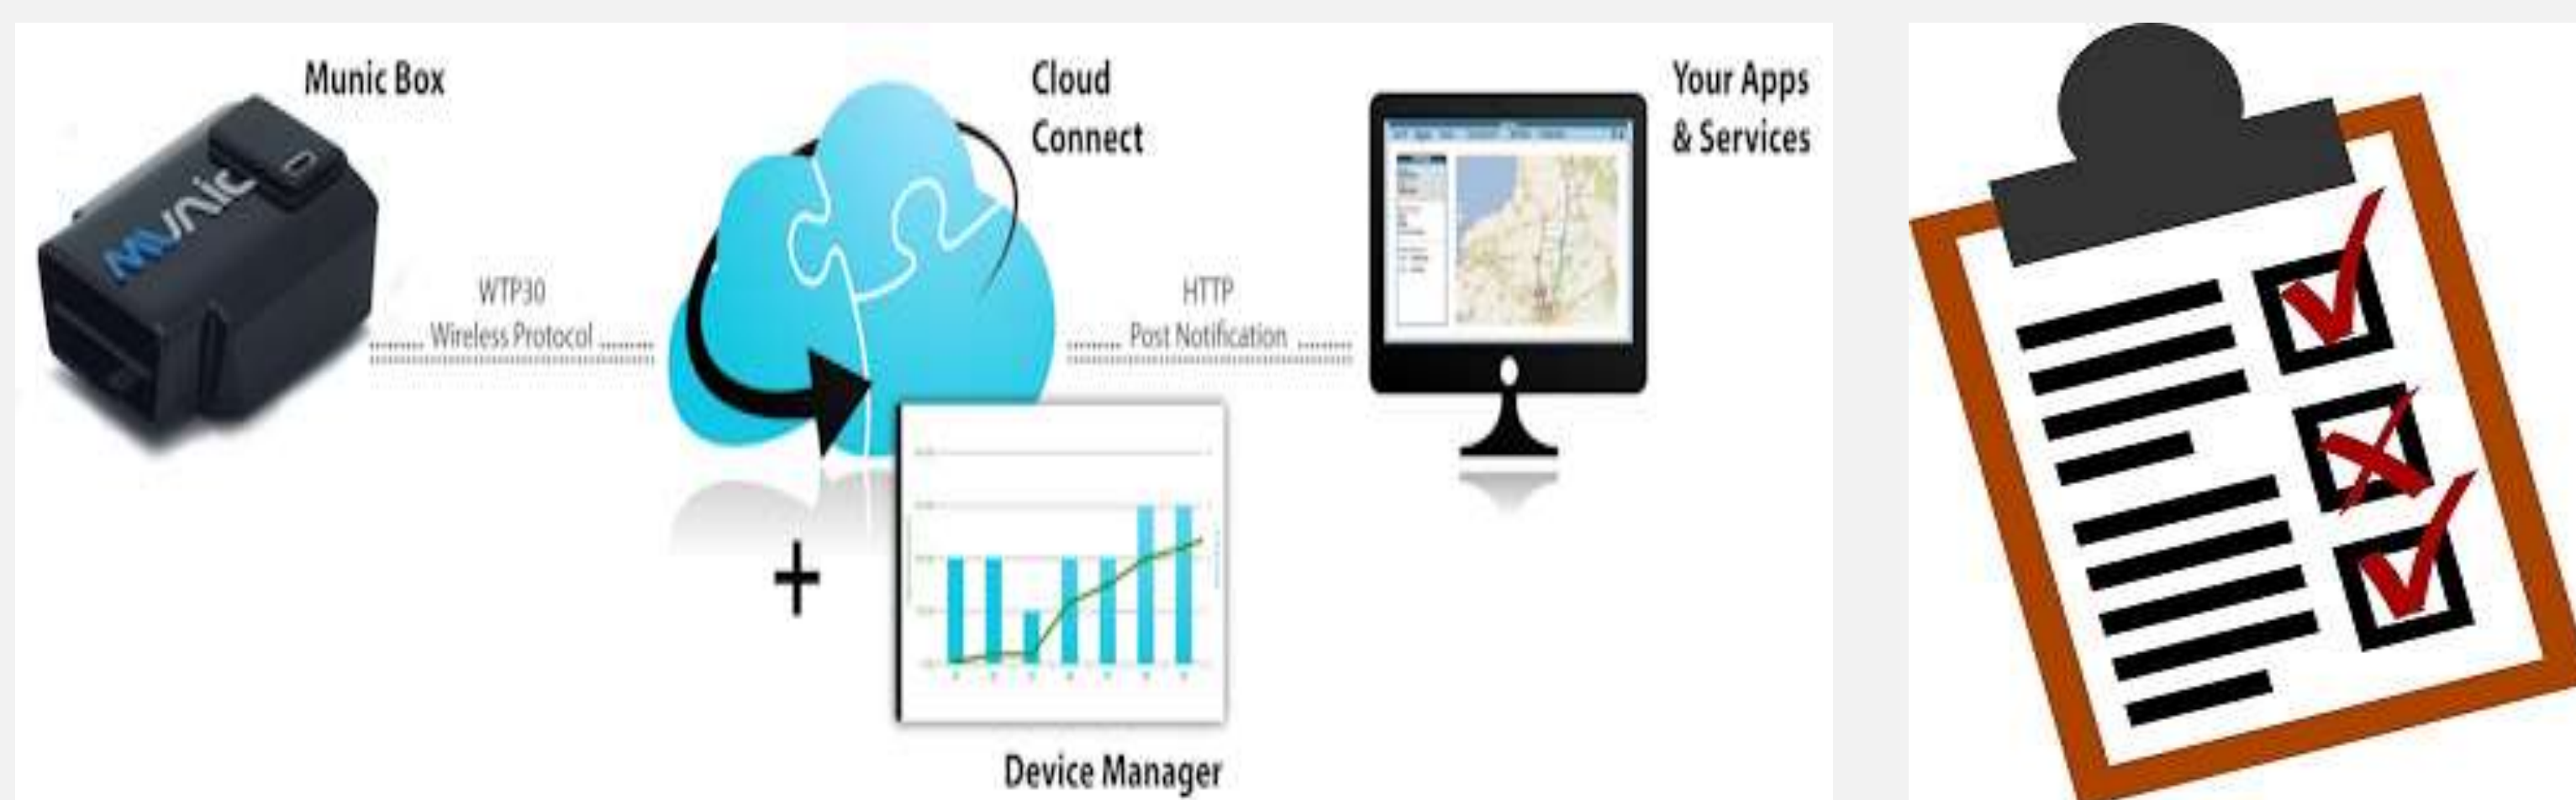 Munic Box
MUNIC
WTP30
Wireless Protocol
Cloud
Connect
HTTP
Post Notification
Your Apps
& Services
Device Manager